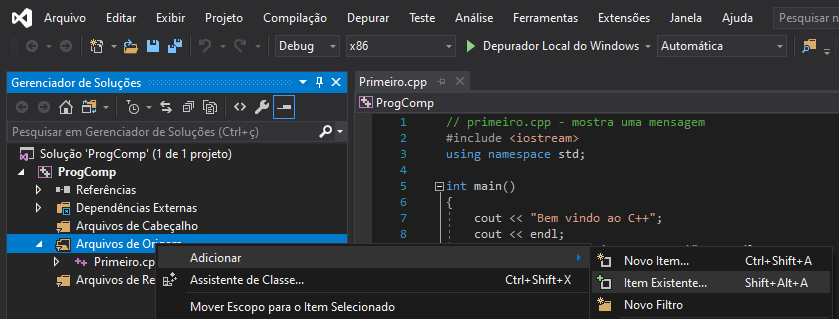 Arquivo Editar Exibir Projeto Compilação Depurar Teste Análise Ferramentas Extensões Janela Ajuda Pesquisar n
Debug x86 Depurador Local do Windows Automática
Gerenciador de Soluções
Primeiro.cpp
ProgComp
Pesquisar em Gerenciador de Soluções (Ctrl+ç)
Solução 'ProgComp' (1 de 1 projeto)
ProgComp
Referências
Dependências Externas
Arquivos de Cabeçalho
Arquivos de Origem
Primeiro.cp
Arquivos de Re
1 // primeiro.cpp - mostra uma mensagem
2 #include <iostream>
3 using namespace std;
4
5 int main()
6 {
7 cout << "Bem vindo ao C++";
8 cout << endl;
Adicionar
Assistente de Classe... Ctrl+Shift+X
Mover Escopo para o Item Selecionado
Novo Item... Ctrl+Shift+A
Item Existente... Shift+Alt+A
Novo Filtro